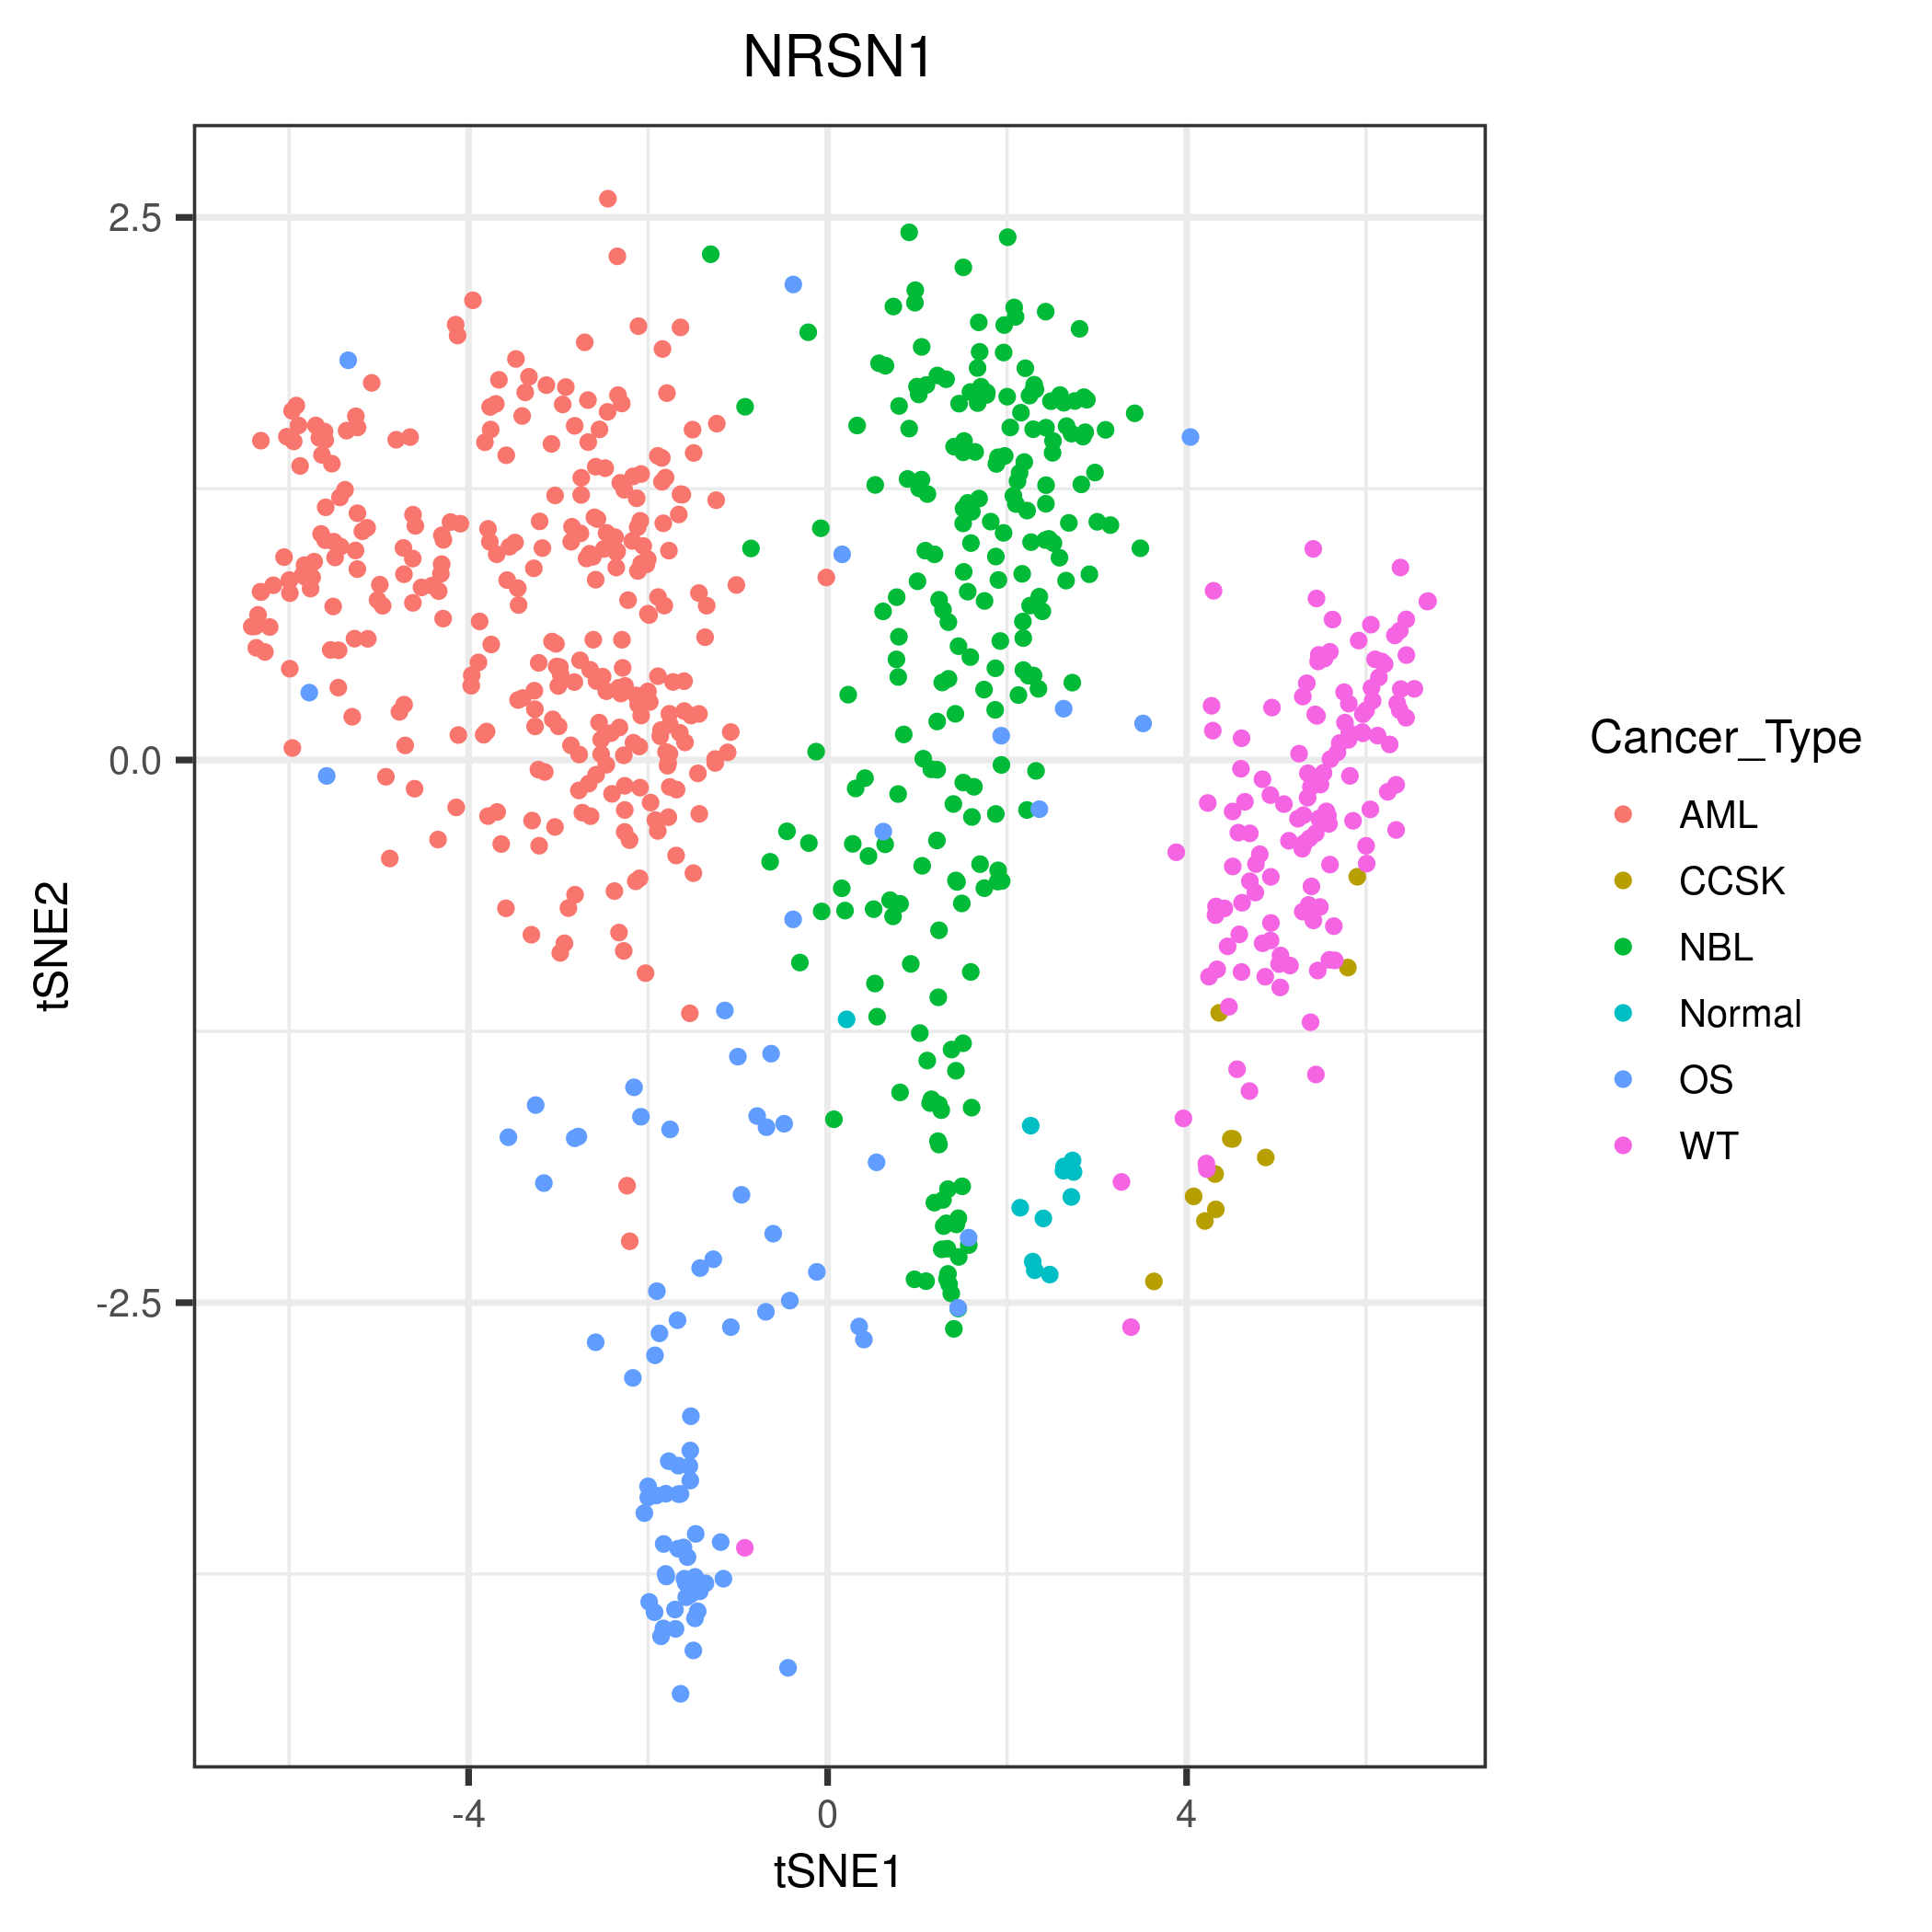 NRSN1
2.5
0.0
-2.5
tSNE2
-4
0
4
tSNE1
Cancer_Type
AML
CCSK
NBL
Normal
OS
WT